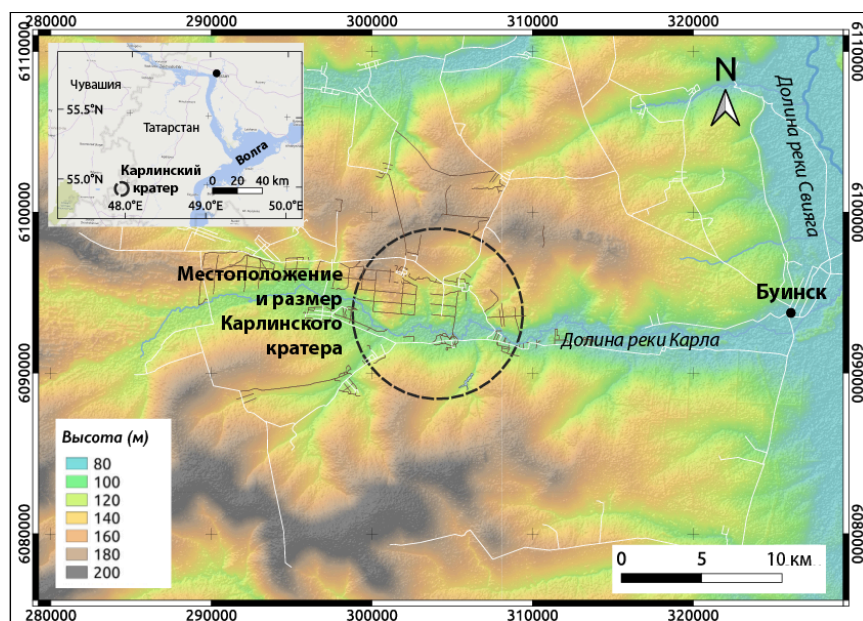 280000 290000 300000 310000 320000
6110000
6110000
Чувашия
55.5°N
Татарстан
Волга
55.0°N
Карлинский
кратер
0 20 40 km
48.0°E 49.0°E 50.0°E
N
Долина реки Свияга
6100000
6100000
Местоположение
и размер
Карлинского
кратера
Буинск
Долина реки Карла
6090000
6090000
Высота (м)
80
100
120
140
160
180
200
6080000
6080000
0 5 10 км
280000 290000 300000 310000 320000